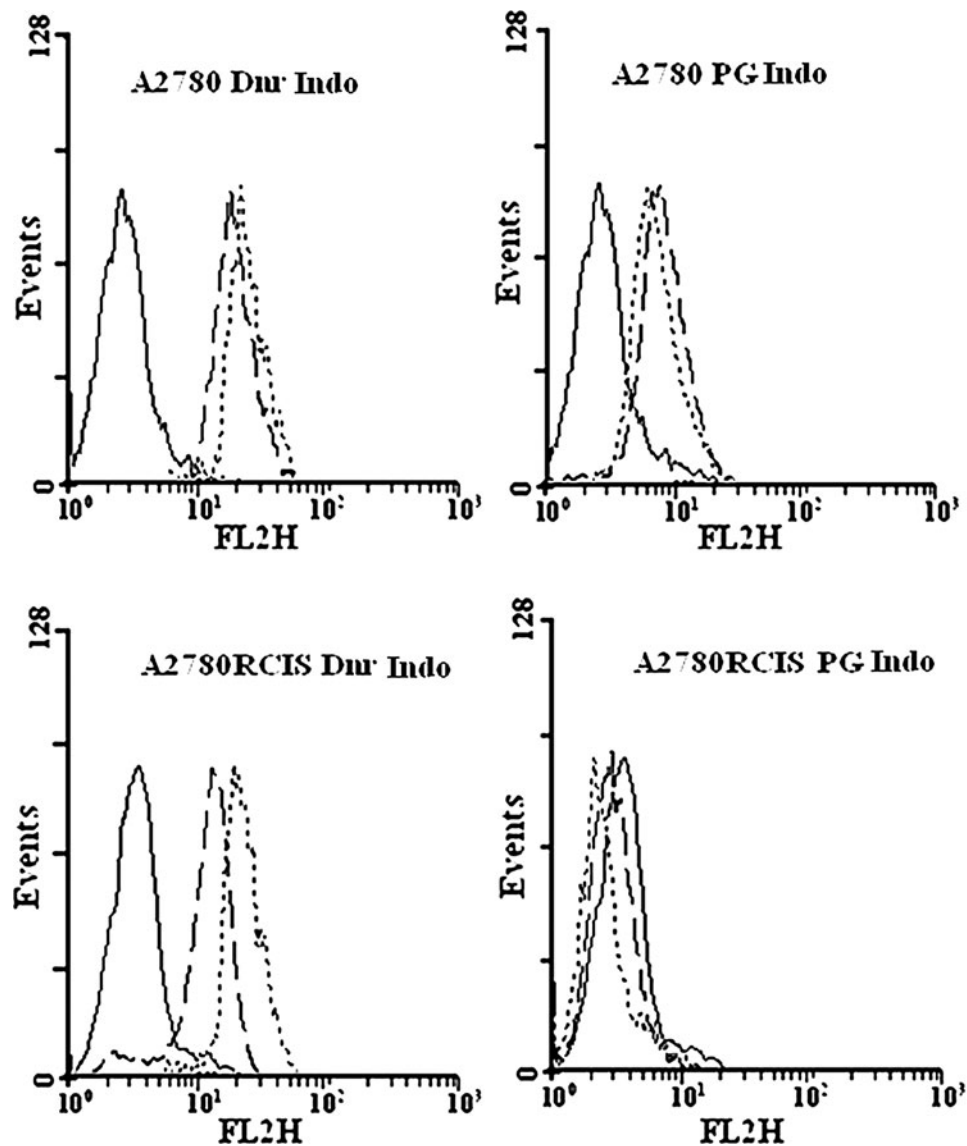 128
A2780 Dnr Indo
Events
0
10⁰ 10¹ 10² 10³
FL2H
128
A2780 PG Indo
Events
0
10⁰ 10¹ 10² 10³
FL2H
128
A2780RCIS Dnr Indo
Events
0
10⁰ 10¹ 10² 10³
FL2H
128
A2780RCIS PG Indo
Events
0
10⁰ 10¹ 10² 10³
FL2H